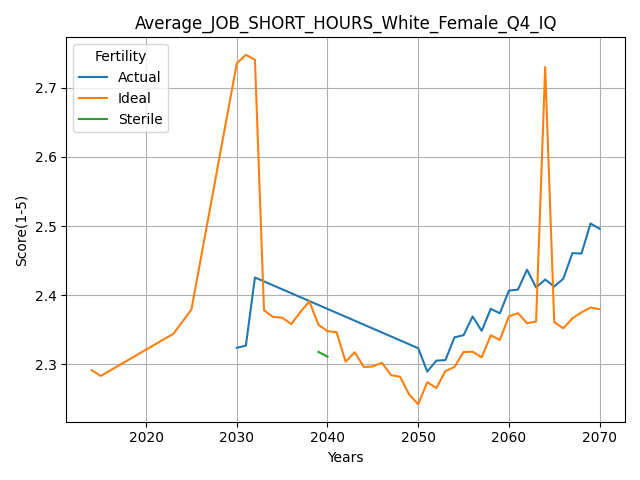 Average_JOB_SHORT_HOURS_White_Female_Q4_IQ
Fertility
Actual
Ideal
Sterile
2.7
2.6
2.5
2.4
2.3
Score(1-5)
2020 2030 2040 2050 2060 2070
Years